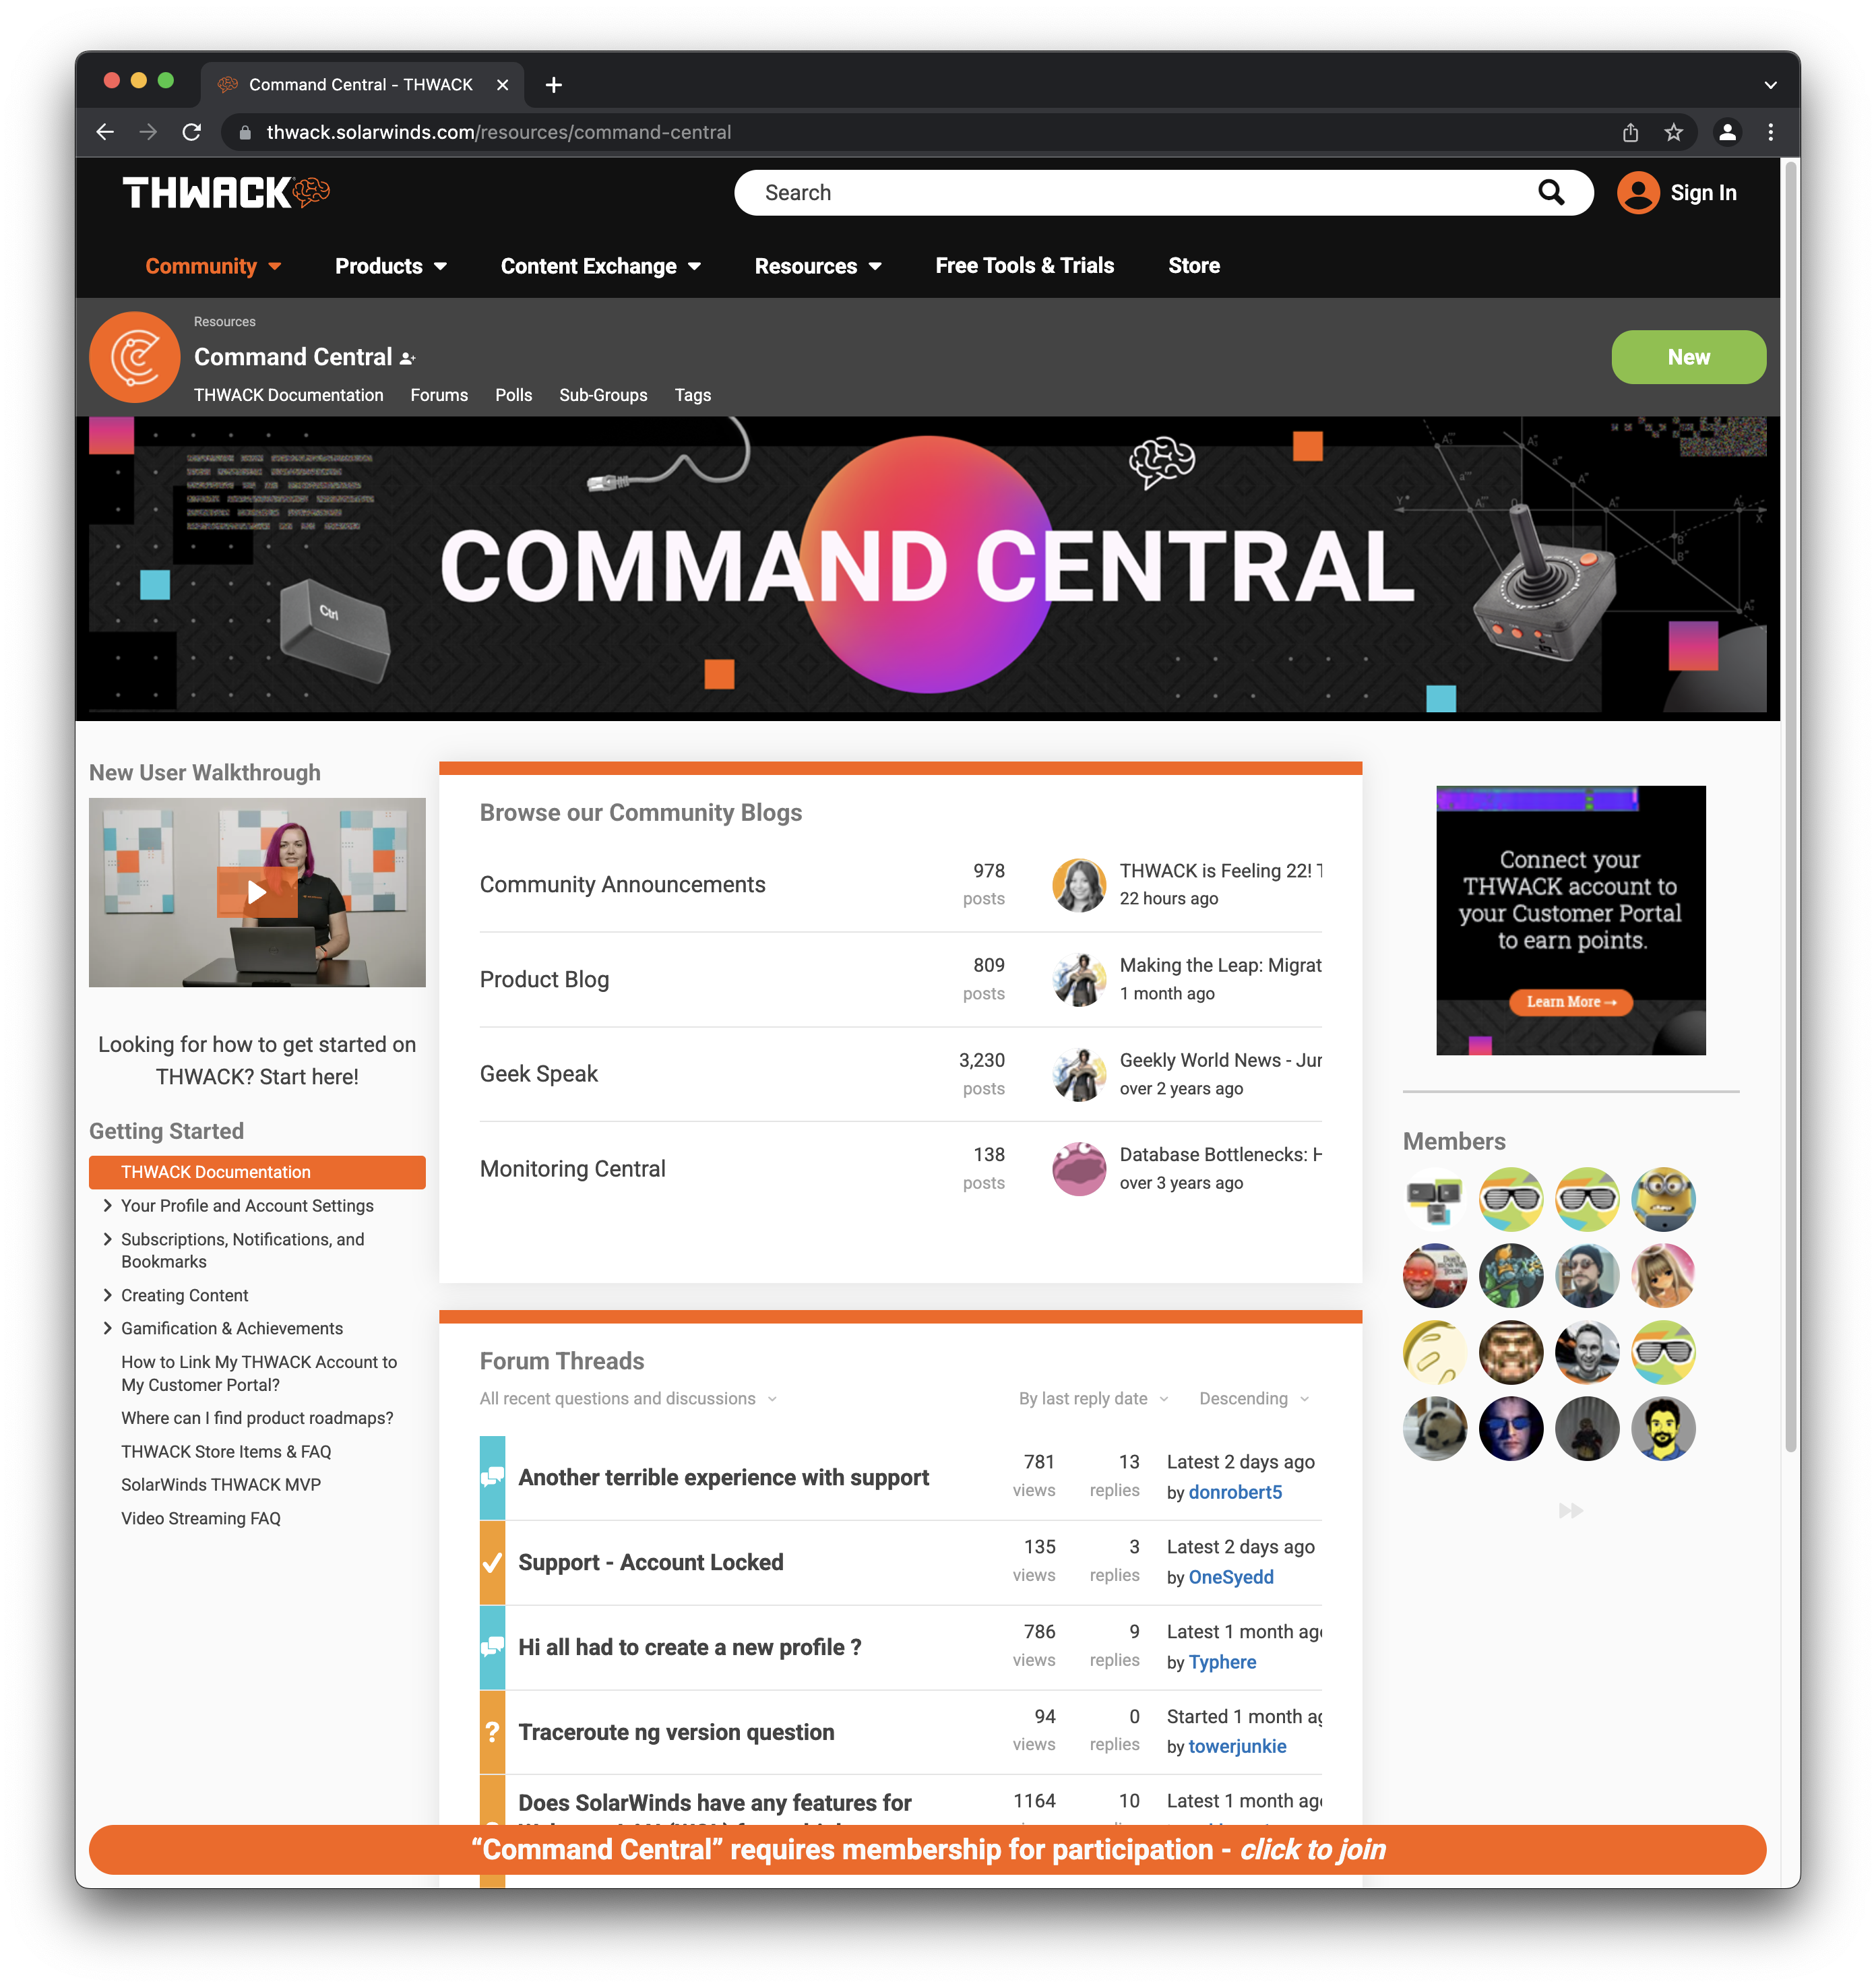 Command Central - THWACK
thwack.solarwinds.com/resources/command-central
THWACK
Search
Sign In
Community
Products
Content Exchange
Resources
Free Tools & Trials
Store
Resources
Command Central
THWACK Documentation
Forums
Polls
Sub-Groups
Tags
New
COMMAND CENTRAL
Ctrl
New User Walkthrough
Looking for how to get started on
THWACK? Start here!
Getting Started
THWACK Documentation
Your Profile and Account Settings
Subscriptions, Notifications, and
Bookmarks
Creating Content
Gamification & Achievements
How to Link My THWACK Account to
My Customer Portal?
Where can I find product roadmaps?
THWACK Store Items & FAQ
SolarWinds THWACK MVP
Video Streaming FAQ
Browse our Community Blogs
Community Announcements
978
posts
THWACK is Feeling 22!
22 hours ago
Product Blog
809
posts
Making the Leap: Migrat
1 month ago
Geek Speak
3,230
posts
Geekly World News - Jur
over 2 years ago
Monitoring Central
138
posts
Database Bottlenecks: H
over 3 years ago
Forum Threads
All recent questions and discussions
By last reply date
Descending
Another terrible experience with support
781
views
13
replies
Latest 2 days ago
by donrobert5
Support - Account Locked
135
views
3
replies
Latest 2 days ago
by OneSyedd
Hi all had to create a new profile ?
786
views
9
replies
Latest 1 month ago
by Typhere
Traceroute ng version question
94
views
0
replies
Started 1 month ag
by towerjunkie
Does SolarWinds have any features for
1164
10
Latest 1 month ago
Connect your
THWACK account to
your Customer Portal
to earn points.
Learn More →
Members
“Command Central” requires membership for participation - click to join